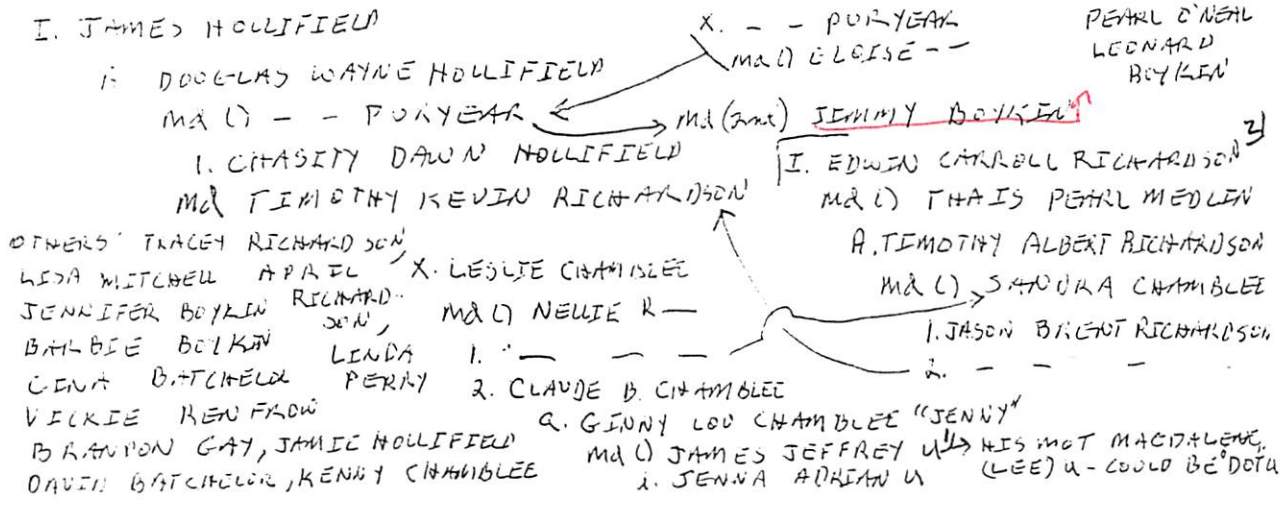 I. JAMES HOLLIFIELD
i. DOUGLAS WAYNE HOLLIFIELD
md () - - PURYEAR
1. CHASITY DAWN HOLLIFIELD
md TIMOTHY KEVIN RICHARDSON
X. - - PURYEAR
md () ELOISE - -
md (2nd) JIMMY BOYKIN
PEARL O'NEAL
LEONARD
BOYKIN
I. EDWIN CARROLL RICHARDSON
md () THAIS PEARL MEDLIN
A. TIMOTHY ALBERT RICHARDSON
md () SANDRA CHAMBLEE
1. JASON BRENT RICHARDSON
2. - - -
X. LESLIE CHAMBLEE
md () NELLIE R—
1. — — —
2. CLAUDE B. CHAMBLEE
a. GINNY LOU CHAMBLEE "JENNY"
md () JAMES JEFFREY U
i. JENNA ADRIAN U
HIS MOT MAGDALENE
(LEE) U - COULD BE
OTHERS TRACEY RICHARDSON,
LISA MITCHELL APRIL
JENNIFER BOYKIN RICHARD-
SON,
BARBIE BOYKIN LINDA
GINA BATCHELOR PERRY
VICKIE RENFROW
BRANDON GAY, JAMIE HOLLIFIELD
DAVID BATCHELOR, KENNY CHAMBLEE